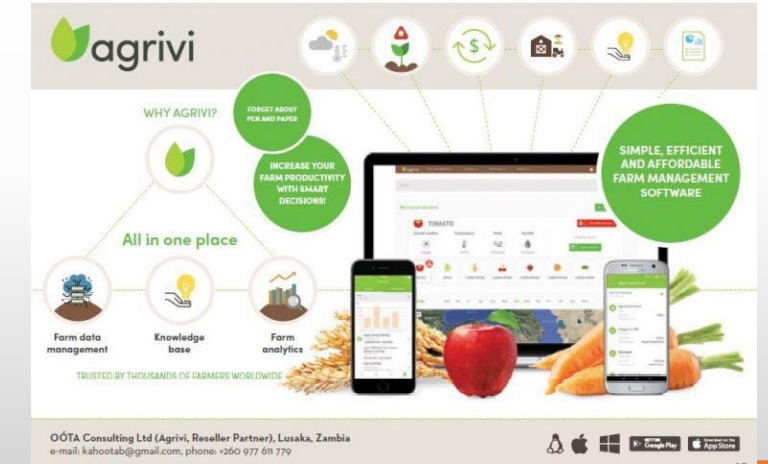 agrivi
WHY AGRIVI?
FORGET ABOUT
PEN AND PAPER
INCREASE YOUR
FARM PRODUCTIVITY
WITH SMART
DECISIONS!
SIMPLE, EFFICIENT
AND AFFORDABLE
FARM MANAGEMENT
SOFTWARE
All in one place
TOMATO
Farm data
management
Knowledge
base
Farm
analytics
TRUSTED BY THOUSANDS OF FARMERS WORLDWIDE
OÓTA Consulting Ltd (Agrivi, Reseller Partner), Lusaka, Zambia
e-mail: kahootab@gmail.com, phone: +260 977 611 779
Google Play
App Store